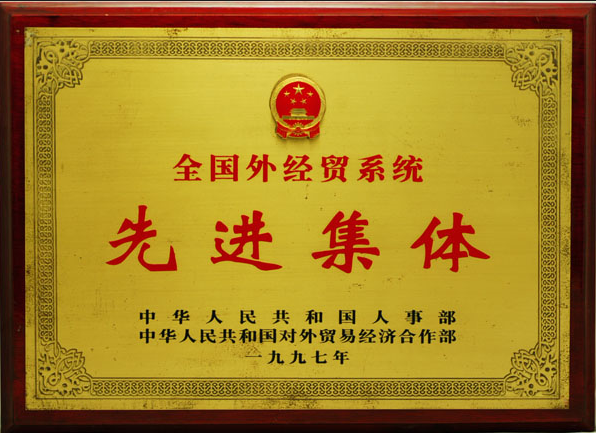 全国外经贸系统
先进集体
中华人民共和国人事部
中华人民共和国对外贸易经济合作部
一九九七年